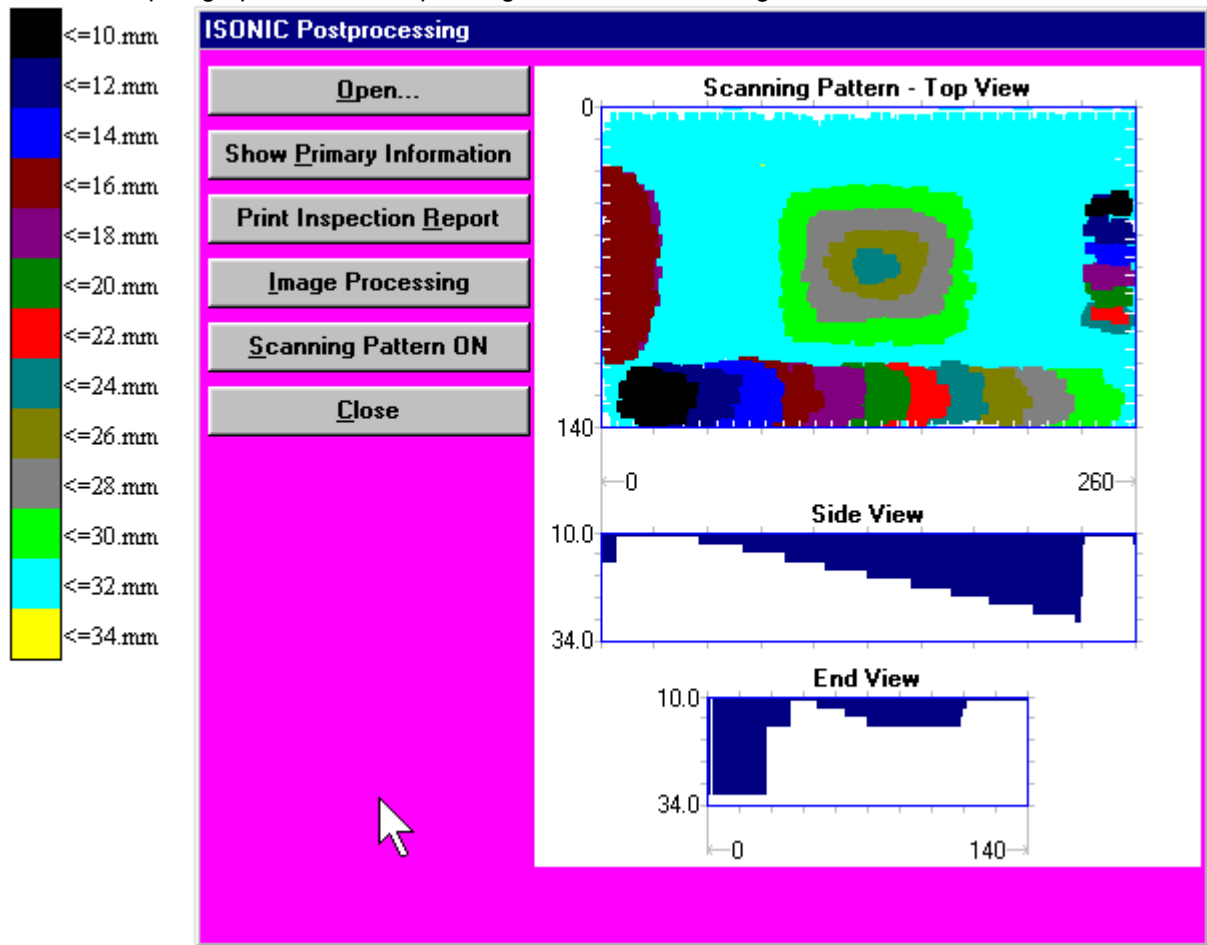 <=10.mm
<=12.mm
<=14.mm
<=16.mm
<=18.mm
<=20.mm
<=22.mm
<=24.mm
<=26.mm
<=28.mm
<=30.mm
<=32.mm
<=34.mm
ISONIC Postprocessing
Open...
Show Primary Information
Print Inspection Report
Image Processing
Scanning Pattern ON
Close
Scanning Pattern - Top View
0
140
0 260
Side View
10.0
34.0
End View
10.0
34.0
0 140